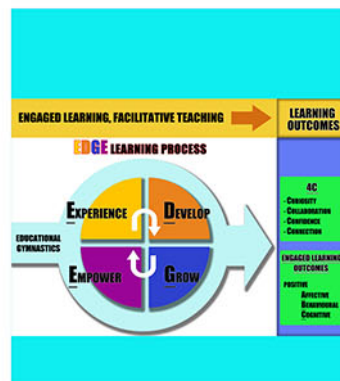 ENGAGED LEARNING, FACILITATIVE TEACHING
LEARNING
OUTCOMES
EDGE LEARNING PROCESS
EXPERIENCE
DEVELOP
EDUCATIONAL
GYMNASTICS
EMPOWER
GROW
4C
- CURIOSITY
- COLLABORATION
- CONFIDENCE
- CONNECTION
ENGAGED LEARNING
OUTCOMES
POSITIVE
AFFECTIVE
BEHAVIOURAL
COGNITIVE